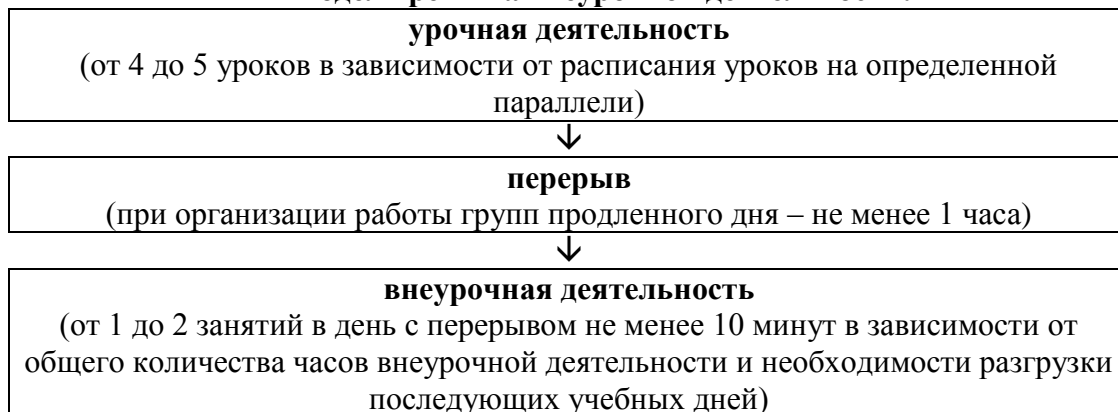 урочная деятельность
(от 4 до 5 уроков в зависимости от расписания уроков на определенной
параллели)
↓
перерыв
(при организации работы групп продленного дня – не менее 1 часа)
↓
внеурочная деятельность
(от 1 до 2 занятий в день с перерывом не менее 10 минут в зависимости от
общего количества часов внеурочной деятельности и необходимости разгрузки
последующих учебных дней)